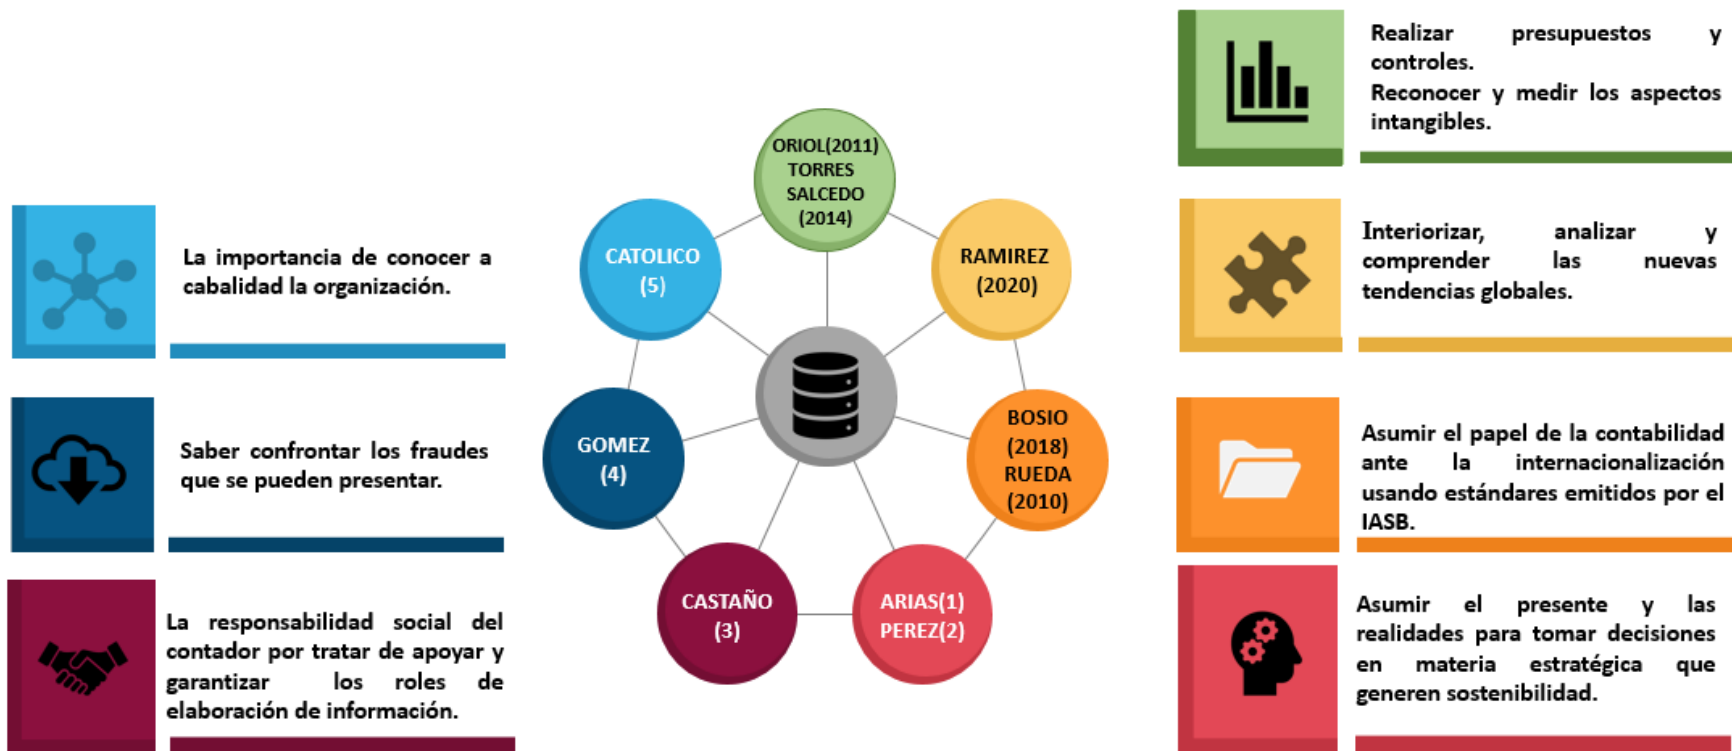 La importancia de conocer a
cabalidad la organización.
Saber confrontar los fraudes
que se pueden presentar.
La responsabilidad social del
contador por tratar de apoyar y
garantizar los roles de
elaboración de información.
ORIOL(2011)
TORRES
SALCEDO
(2014)
CATOLICO
(5)
RAMIREZ
(2020)
GOMEZ
(4)
BOSIO
(2018)
RUEDA
(2010)
CASTAÑO
(3)
ARIAS(1)
PEREZ(2)
Realizar presupuestos y
controles.
Reconocer y medir los aspectos
intangibles.
Interiorizar, analizar y
comprender las nuevas
tendencias globales.
Asumir el papel de la contabilidad
ante la internacionalización
usando estándares emitidos por el
IASB.
Asumir el presente y las
realidades para tomar decisiones
en materia estratégica que
generen sostenibilidad.